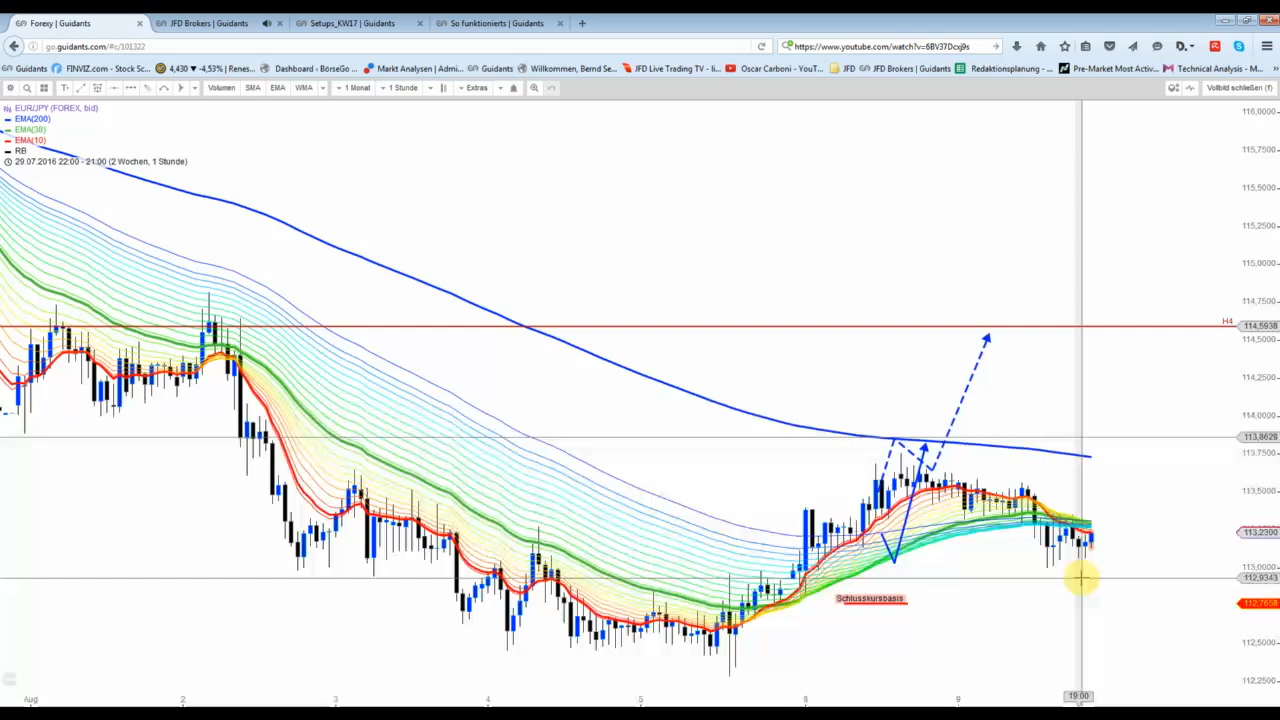 Forexy | Guidants
JFD Brokers | Guidants
Setups_KW17 | Guidants
So funktionierts | Guidants
go.guidants.com/#c/101322
https://www.youtube.com/watch?v=6BV37Dcxj9s
Guidants
FINVIZ.com - Stock Sc...
4,430 ▾ -4,53% | Renes...
Dashboard ‹ BörseGo ...
Markt Analysen | Admi...
Guidants
Willkommen, Bernd Se...
JFD Live Trading TV - li...
Oscar Carboni - YouT...
JFD
JFD Brokers | Guidants
Redaktionsplanung - ...
Pre-Market Most Activ...
Technical Analysis - M...
Volumen
SMA
EMA
WMA
1 Monat
1 Stunde
Extras
Vollbild schließen (f)
EUR/JPY (FOREX, bid)
EMA(200)
EMA(38)
EMA(10)
RB
29.07.2016 22:00 - 21:00 (2 Wochen, 1 Stunde)
116,0000
115,7500
115,5000
115,2500
115,0000
114,7500
H4
114,5938
114,5000
114,2500
114,0000
113,8628
113,7500
113,5000
113,2300
113,0000
112,9343
Schlusskursbasis
112,7658
112,5000
112,2500
Aug
2
3
4
5
8
9
19:00